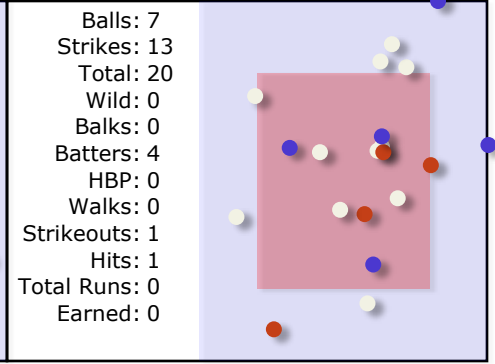 Balls: 7
Strikes: 13
Total: 20
Wild: 0
Balks: 0
Batters: 4
HBP: 0
Walks: 0
Strikeouts: 1
Hits: 1
Total Runs: 0
Earned: 0